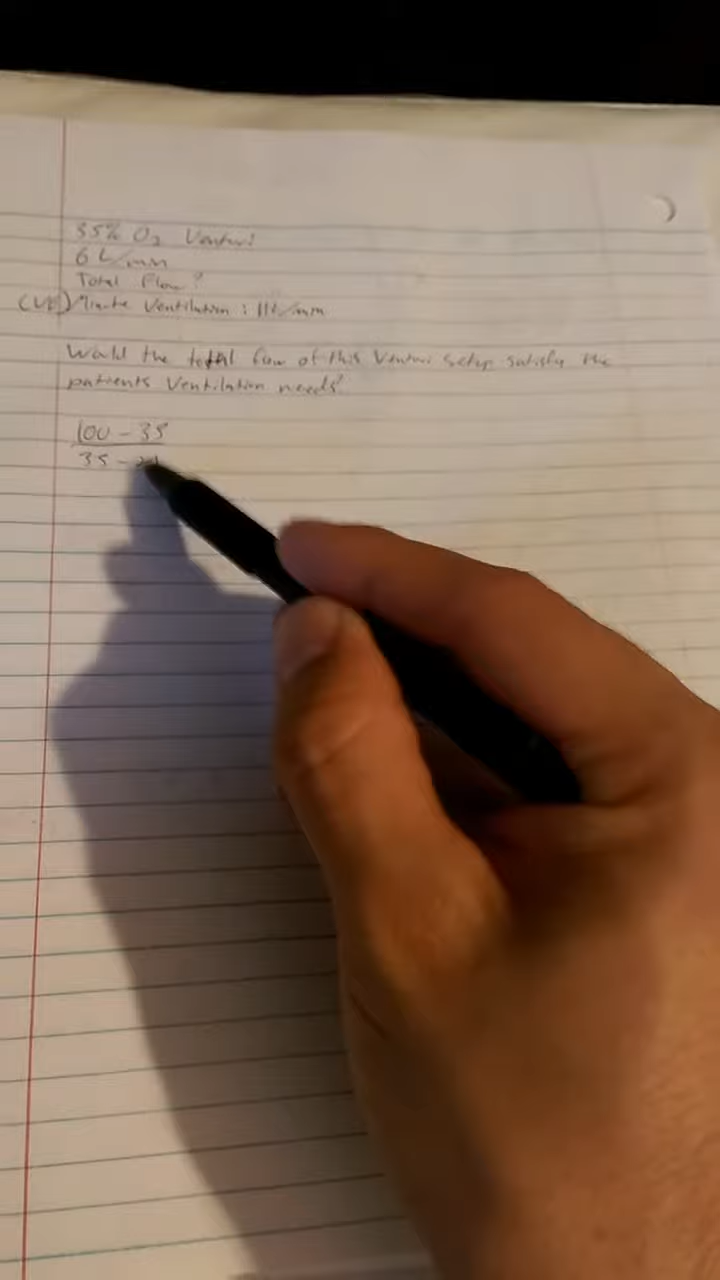 35% O2 Venturi
6 L/min
Total Flow?
(VE) Minute Ventilation : 11L/min
Would the total flow of this Venturi setup satisfy the
patients Ventilation needs?
100 - 35
35 -